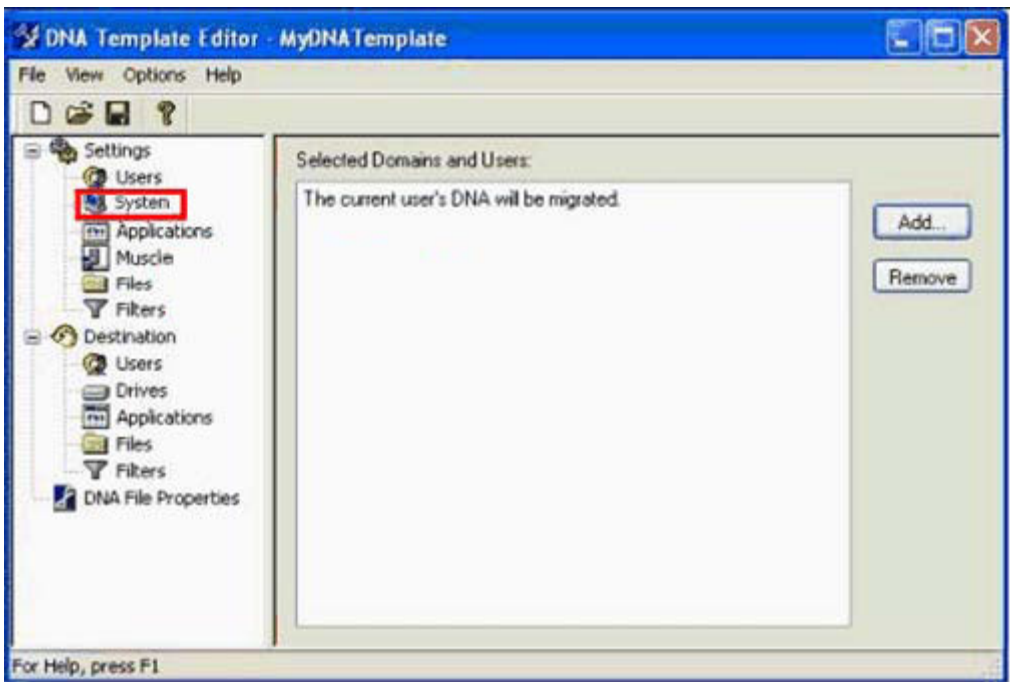 DNA Template Editor - MyDNATemplate
File View Options Help
Settings
Users
System
Applications
Muscle
Files
Filters
Destination
Users
Drives
Applications
Files
Filters
DNA File Properties
Selected Domains and Users:
The current user's DNA will be migrated.
Add...
Remove
For Help, press F1